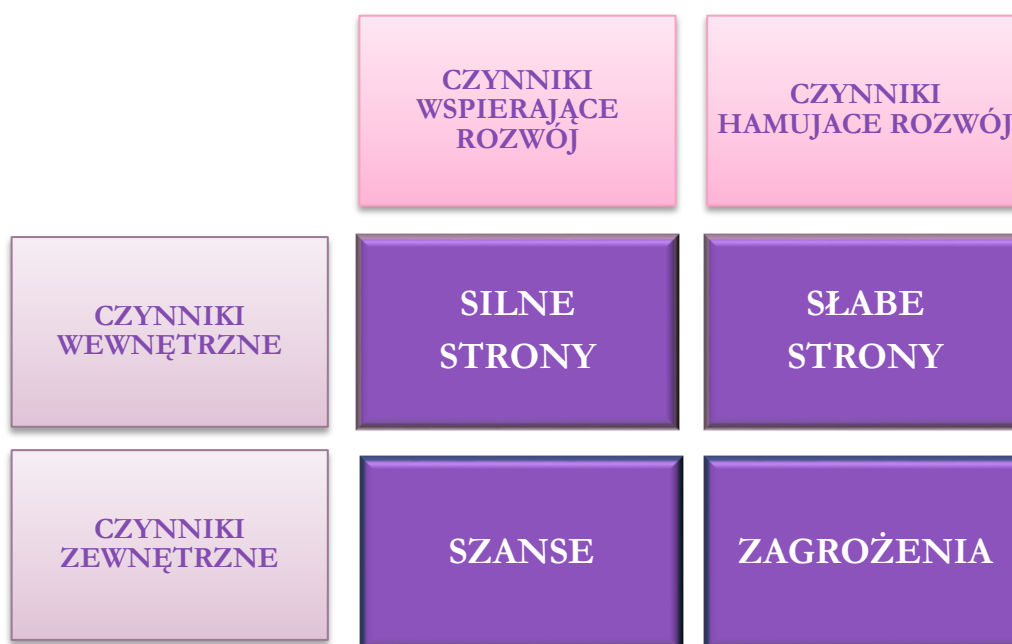 CZYNNIKI
WSPIERAJĄCE
ROZWÓJ
CZYNNIKI
HAMUJACE ROZWÓJ
CZYNNIKI
WEWNĘTRZNE
SILNE
STRONY
SŁABE
STRONY
CZYNNIKI
ZEWNĘTRZNE
SZANSE
ZAGROŻENIA